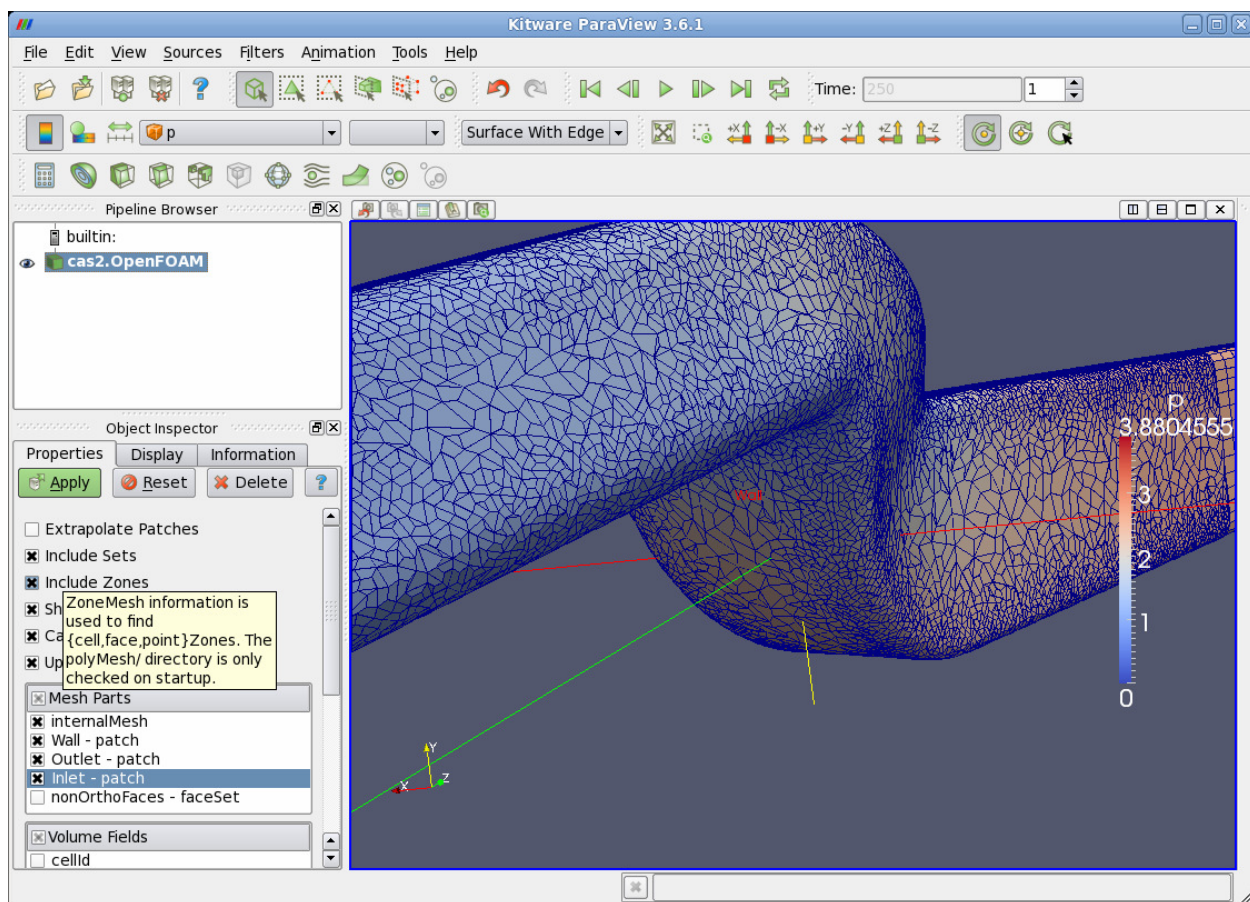 Kitware ParaView 3.6.1
File Edit View Sources Filters Animation Tools Help
Time: 250 1
p Surface With Edge +X -X +Y -Y +Z -Z
Pipeline Browser
builtin:
cas2.OpenFOAM
Object Inspector
Properties Display Information
Apply Reset Delete ?
Extrapolate Patches
Include Sets
Include Zones
Sh
Ca
Up
ZoneMesh information is
used to find
{cell,face,point}Zones. The
polyMesh/ directory is only
checked on startup.
Mesh Parts
internalMesh
Wall - patch
Outlet - patch
Inlet - patch
nonOrthoFaces - faceSet
Volume Fields
cellId
Wall
p
3.8804555
3
2
1
0
Y
X
Z